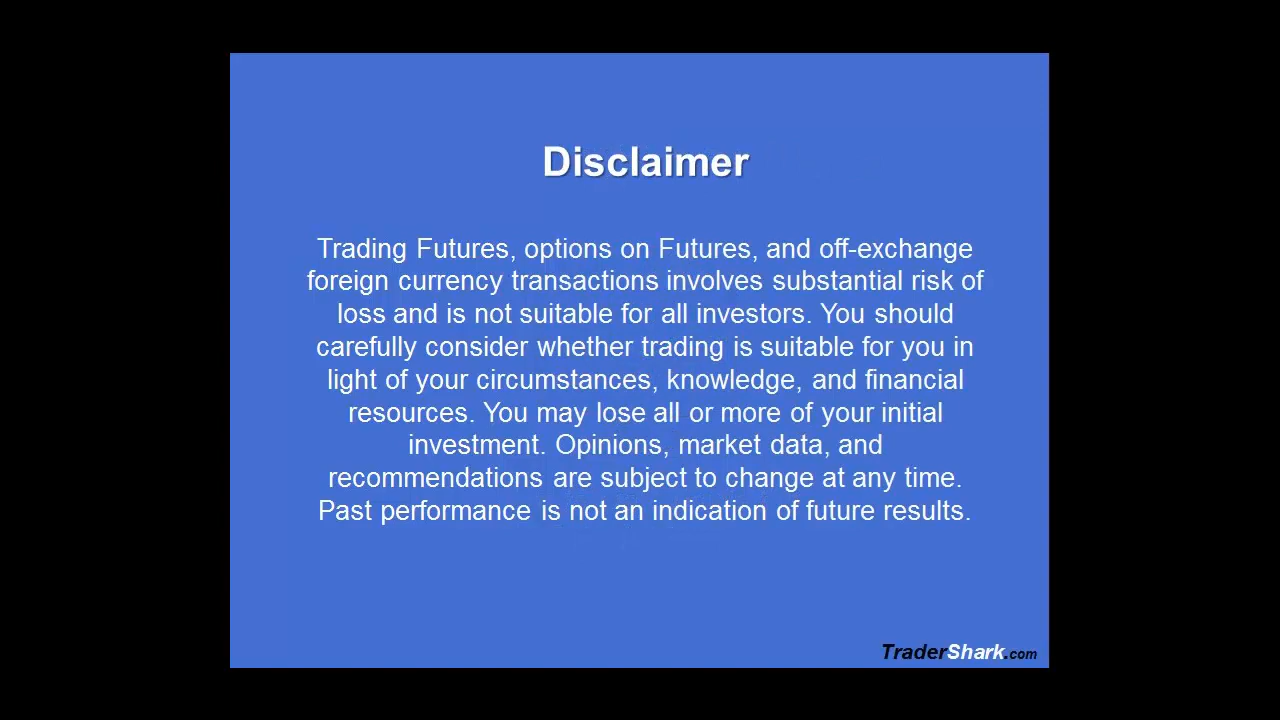 Disclaimer
Trading Futures, options on Futures, and off-exchange
foreign currency transactions involves substantial risk of
loss and is not suitable for all investors. You should
carefully consider whether trading is suitable for you in
light of your circumstances, knowledge, and financial
resources. You may lose all or more of your initial
investment. Opinions, market data, and
recommendations are subject to change at any time.
Past performance is not an indication of future results.
TraderShark.com